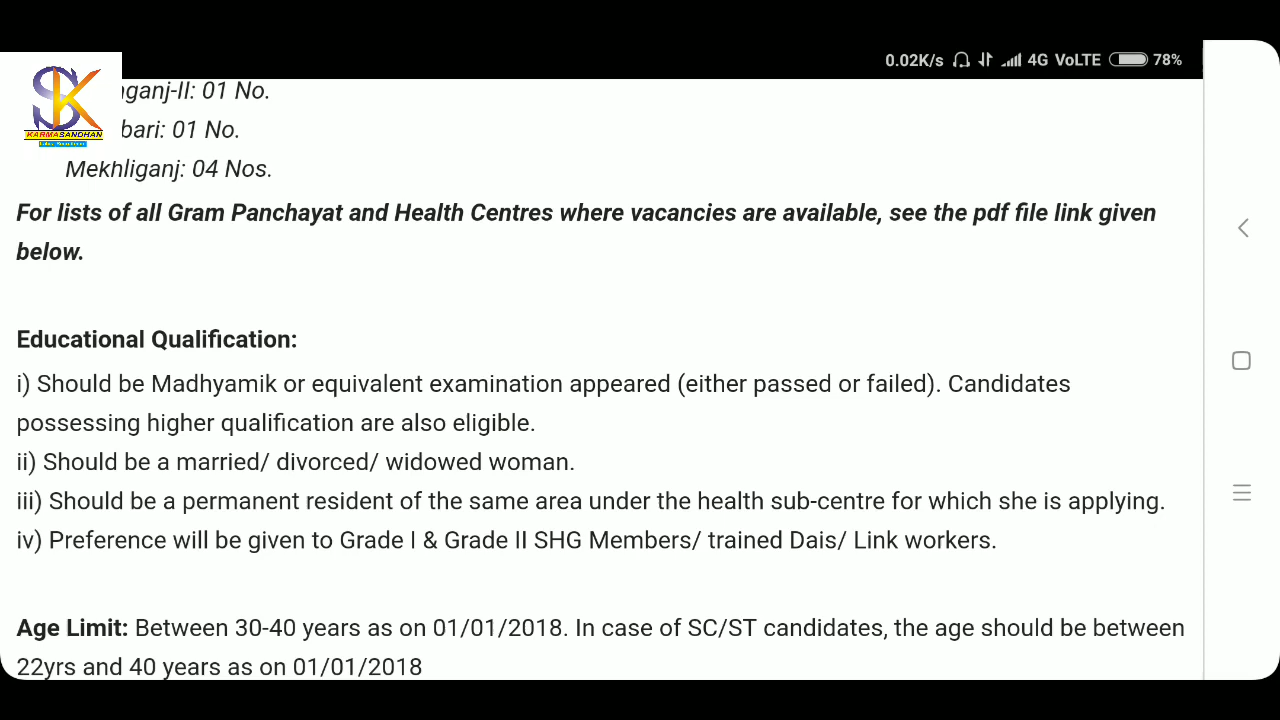 0.02K/s 4G VoLTE 78%
SK
KARMASANDHAN
nganj-II: 01 No.
bari: 01 No.
Mekhliganj: 04 Nos.
For lists of all Gram Panchayat and Health Centres where vacancies are available, see the pdf file link given
below.
Educational Qualification:
i) Should be Madhyamik or equivalent examination appeared (either passed or failed). Candidates
possessing higher qualification are also eligible.
ii) Should be a married/ divorced/ widowed woman.
iii) Should be a permanent resident of the same area under the health sub-centre for which she is applying.
iv) Preference will be given to Grade I & Grade II SHG Members/ trained Dais/ Link workers.
Age Limit: Between 30-40 years as on 01/01/2018. In case of SC/ST candidates, the age should be between
22yrs and 40 years as on 01/01/2018